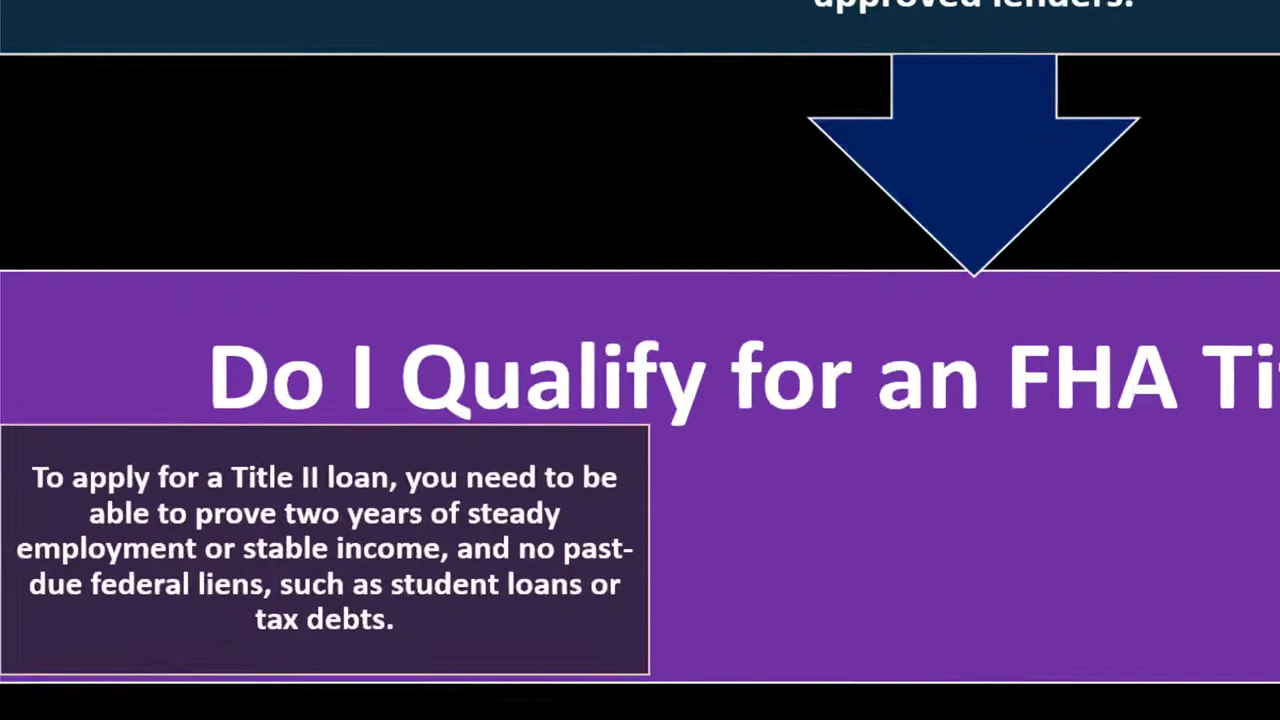 approved lenders.
Do I Qualify for an FHA
To apply for a Title II loan, you need to be
able to prove two years of steady
employment or stable income, and no past-
due federal liens, such as student loans or
tax debts.